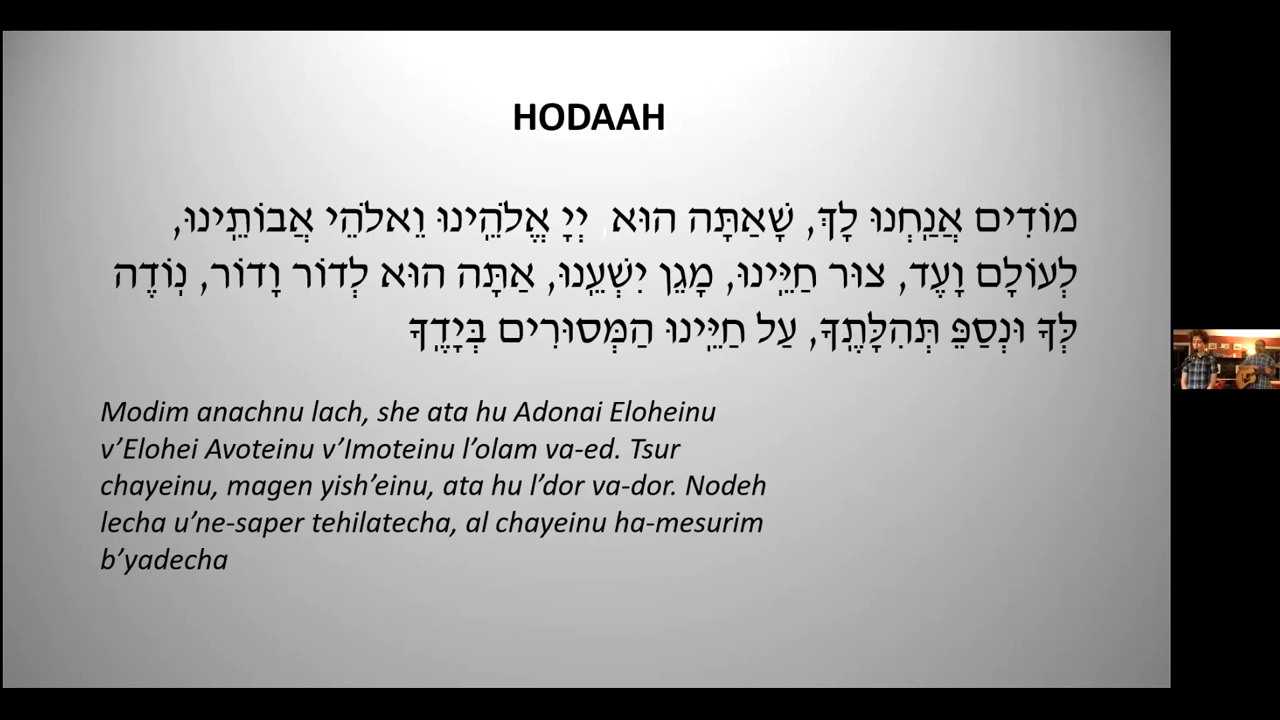 HODAAH
מוֹדִים אֲנַֽחְנוּ לָךְ, שָׁאַתָּה הוּא, יְיָ אֱלֹהֵֽינוּ וֵאלֹהֵי אֲבוֹתֵֽינוּ,
לְעוֹלָם וָעֶד, צוּר חַיֵּֽינוּ, מָגֵן יִשְׁעֵֽנוּ, אַתָּה הוּא לְדוֹר וָדוֹר, נֽוֹדֶה
לְּךָ וּנְסַפֵּ תְּהִלָּתֶֽךָ, עַל חַיֵּֽינוּ הַמְּסוּרִים בְּיָדֶֽךָ
Modim anachnu lach, she ata hu Adonai Eloheinu
v’Elohei Avoteinu v’Imoteinu l’olam va-ed. Tsur
chayeinu, magen yish’einu, ata hu l’dor va-dor. Nodeh
lecha u’ne-saper tehilatecha, al chayeinu ha-mesurim
b’yadecha